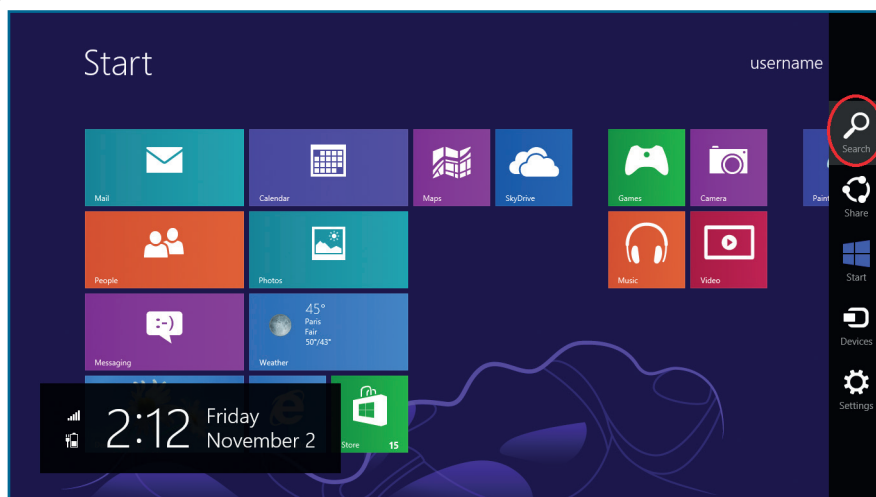 Start
username
Mail
Calendar
Maps
SkyDrive
Games
Camera
Paint
People
Photos
Music
Video
Messaging
45°
Paris
Fair
50°/43°
Weather
Store 15
2:12
Friday
November 2
Search
Share
Start
Devices
Settings